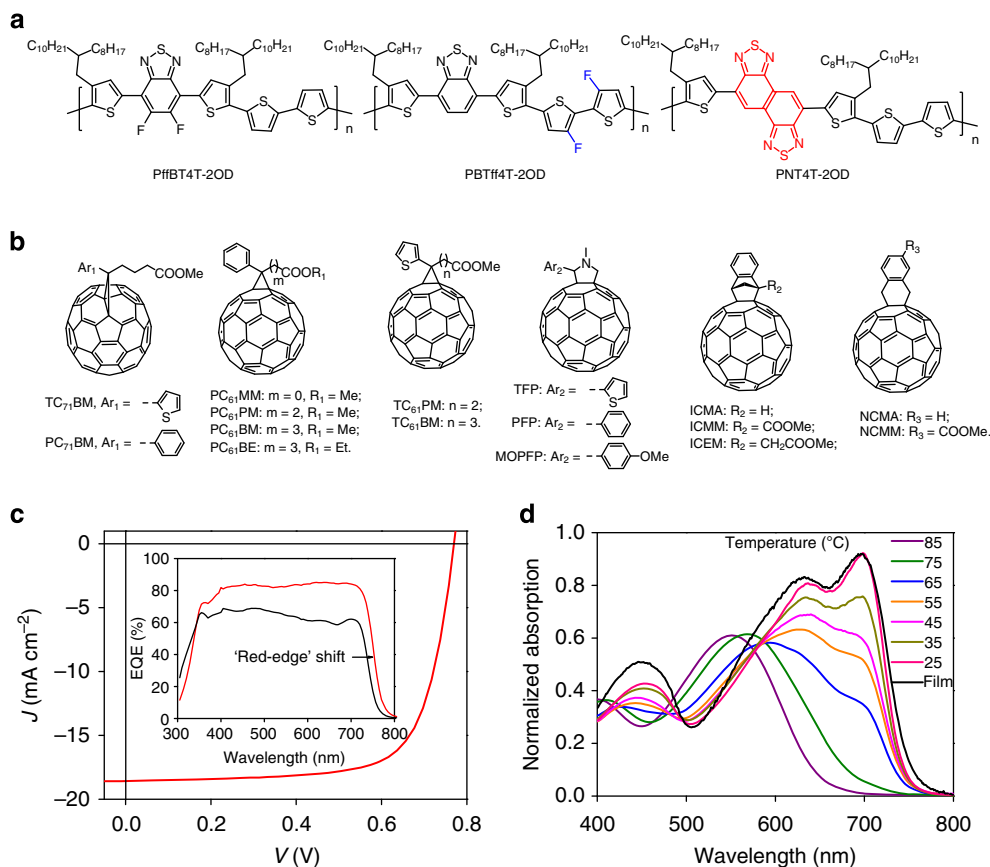 a
C10H21
C8H17
C8H17
C10H21
N
S
N
S
F
F
S
S
S
n
PffBT4T-2OD
C10H21
C8H17
C8H17
C10H21
N
S
N
S
S
F
S
F
S
n
PBTff4T-2OD
C10H21
C8H17
C8H17
C10H21
N
S
N
S
N
S
N
S
S
S
n
PNT4T-2OD
b
Ar1
COOMe
TC71BM, Ar1 =
S
PC71BM, Ar1 =
( )
m
COOR1
PC61MM: m = 0, R1 = Me;
PC61PM: m = 2, R1 = Me;
PC61BM: m = 3, R1 = Me;
PC61BE: m = 3, R1 = Et.
S
( )
n
COOMe
TC61PM: n = 2;
TC61BM: n = 3.
Ar2
N
TFP: Ar2 =
S
PFP: Ar2 =
MOPFP: Ar2 =
OMe
R2
ICMA: R2 = H;
ICMM: R2 = COOMe;
ICEM: R2 = CH2COOMe;
R3
NCMA: R3 = H;
NCMM: R3 = COOMe.
c
J (mA cm−2)
0
−5
−10
−15
−20
0.0
0.2
0.4
0.6
0.8
V (V)
EQE (%)
100
80
60
40
20
0
300
400
500
600
700
800
Wavelength (nm)
'Red-edge' shift
d
Normalized absorption
1.0
0.8
0.6
0.4
0.2
0.0
400
500
600
700
800
Wavelength (nm)
Temperature (°C)
85
75
65
55
45
35
25
Film